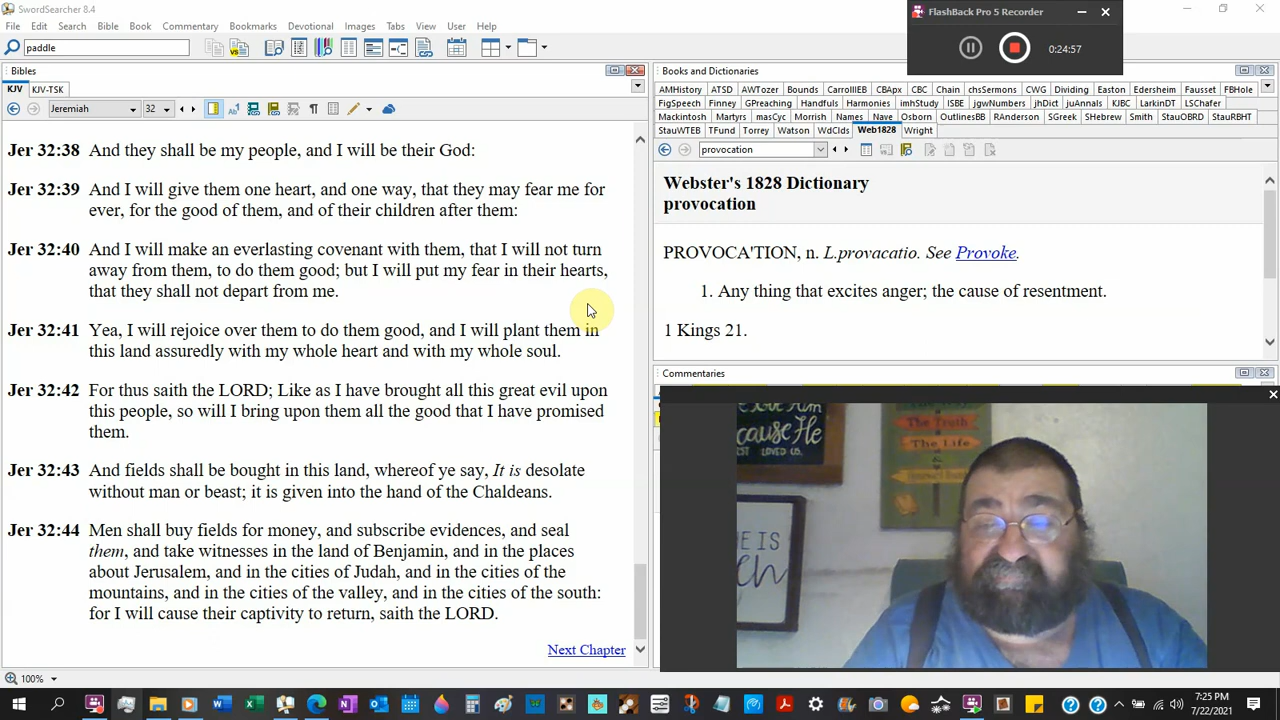 SwordSearcher 8.4
File Edit Search Bible Book Commentary Bookmarks Devotional Images Tabs View User Help
paddle
FlashBack Pro 5 Recorder
0:24:57
Bibles
KJV KJV-TSK
Jeremiah 32
Jer 32:38 And they shall be my people, and I will be their God:
Jer 32:39 And I will give them one heart, and one way, that they may fear me for
ever, for the good of them, and of their children after them:
Jer 32:40 And I will make an everlasting covenant with them, that I will not turn
away from them, to do them good; but I will put my fear in their hearts,
that they shall not depart from me.
Jer 32:41 Yea, I will rejoice over them to do them good, and I will plant them in
this land assuredly with my whole heart and with my whole soul.
Jer 32:42 For thus saith the LORD; Like as I have brought all this great evil upon
this people, so will I bring upon them all the good that I have promised
them.
Jer 32:43 And fields shall be bought in this land, whereof ye say, It is desolate
without man or beast; it is given into the hand of the Chaldeans.
Jer 32:44 Men shall buy fields for money, and subscribe evidences, and seal
them, and take witnesses in the land of Benjamin, and in the places
about Jerusalem, and in the cities of Judah, and in the cities of the
mountains, and in the cities of the valley, and in the cities of the south:
for I will cause their captivity to return, saith the LORD.
Next Chapter
100%
Books and Dictionaries
AMHistory ATSD AWTozer Bounds CarrollEB CBApx CBC Chain chsSermons CWG Dividing Easton Edersheim Fausset FBHole
FigSpeech Finney GPreaching Handfuls Harmonies imhStudy ISBE jgwNumbers jhDict juAnnals KJBC LarkinDT LSChafer
Mackintosh Martyrs masCyc Morrish Names Nave Osborn OutlinesBB RAnderson SGreek SHebrew Smith StauOBRD StauRBHT
StauWTEB TFund Torrey Watson WdClds Web1828 Wright
provocation
Webster's 1828 Dictionary
provocation
PROVOCA'TION, n. L.provacatio. See Provoke.
1. Any thing that excites anger; the cause of resentment.
1 Kings 21.
Commentaries
cause He
LOVED US.
The Truth
The Life
E IS
7:25 PM
7/22/2021